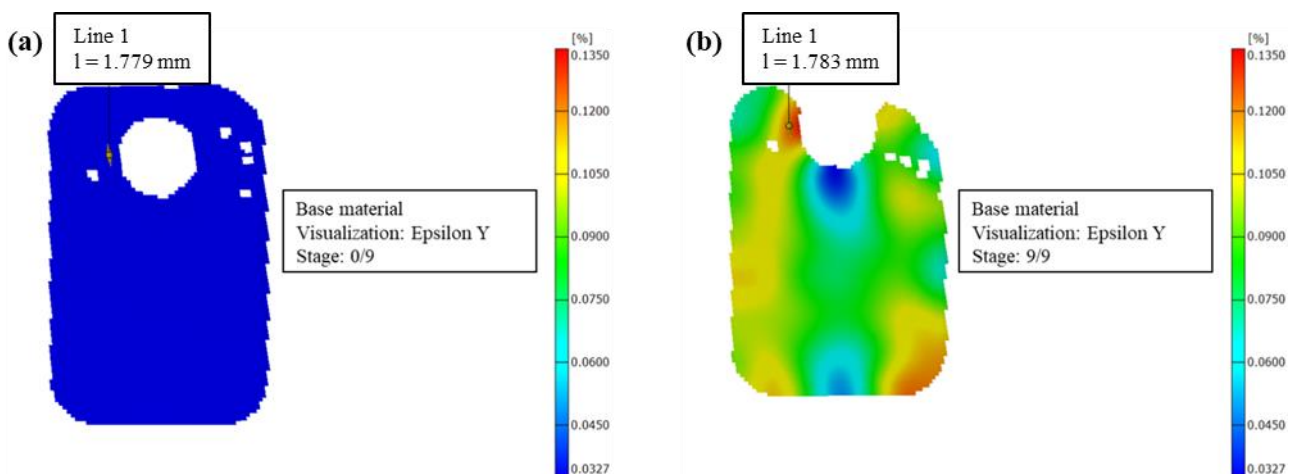 (a)
Line 1
l = 1.779 mm
Base material
Visualization: Epsilon Y
Stage: 0/9
[%]
0.1350
0.1200
0.1050
0.0900
0.0750
0.0600
0.0450
0.0327
(b)
Line 1
l = 1.783 mm
Base material
Visualization: Epsilon Y
Stage: 9/9
[%]
0.1350
0.1200
0.1050
0.0900
0.0750
0.0600
0.0450
0.0327